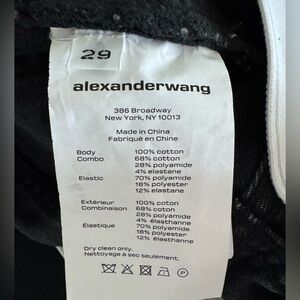 29
alexanderwang
386 Broadway
New York, NY 10013
Made in China
Fabriqué en Chine
Body 100% cotton
Combo 68% cotton
28% polyamide
4% elastane
Elastic 70% polyamide
18% polyester
12% elastane
Extérieur 100% coton
Combinaison 68% coton
28% polyamide
4% élasthanne
Élastique 70% polyamide
18% polyester
12% élasthanne
Dry clean only.
Nettoyage à sec seulement.
P